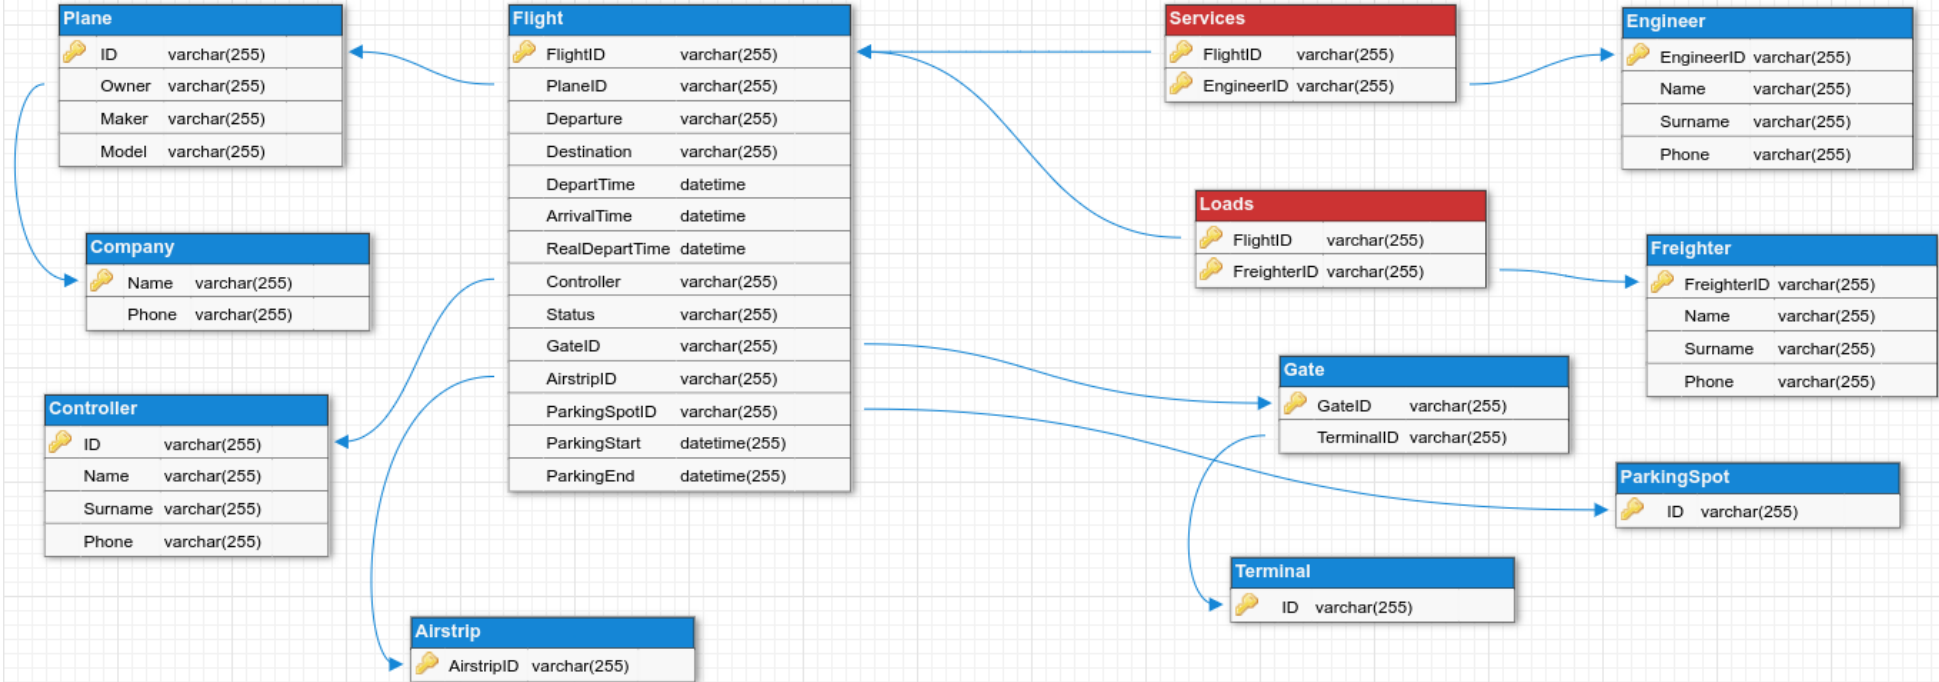 Plane
ID varchar(255)
Owner varchar(255)
Maker varchar(255)
Model varchar(255)
Company
Name varchar(255)
Phone varchar(255)
Controller
ID varchar(255)
Name varchar(255)
Surname varchar(255)
Phone varchar(255)
Flight
FlightID varchar(255)
PlaneID varchar(255)
Departure varchar(255)
Destination varchar(255)
DepartTime datetime
ArrivalTime datetime
RealDepartTime datetime
Controller varchar(255)
Status varchar(255)
GateID varchar(255)
AirstripID varchar(255)
ParkingSpotID varchar(255)
ParkingStart datetime(255)
ParkingEnd datetime(255)
Airstrip
AirstripID varchar(255)
Services
FlightID varchar(255)
EngineerID varchar(255)
Loads
FlightID varchar(255)
FreighterID varchar(255)
Gate
GateID varchar(255)
TerminalID varchar(255)
Terminal
ID varchar(255)
Engineer
EngineerID varchar(255)
Name varchar(255)
Surname varchar(255)
Phone varchar(255)
Freighter
FreighterID varchar(255)
Name varchar(255)
Surname varchar(255)
Phone varchar(255)
ParkingSpot
ID varchar(255)